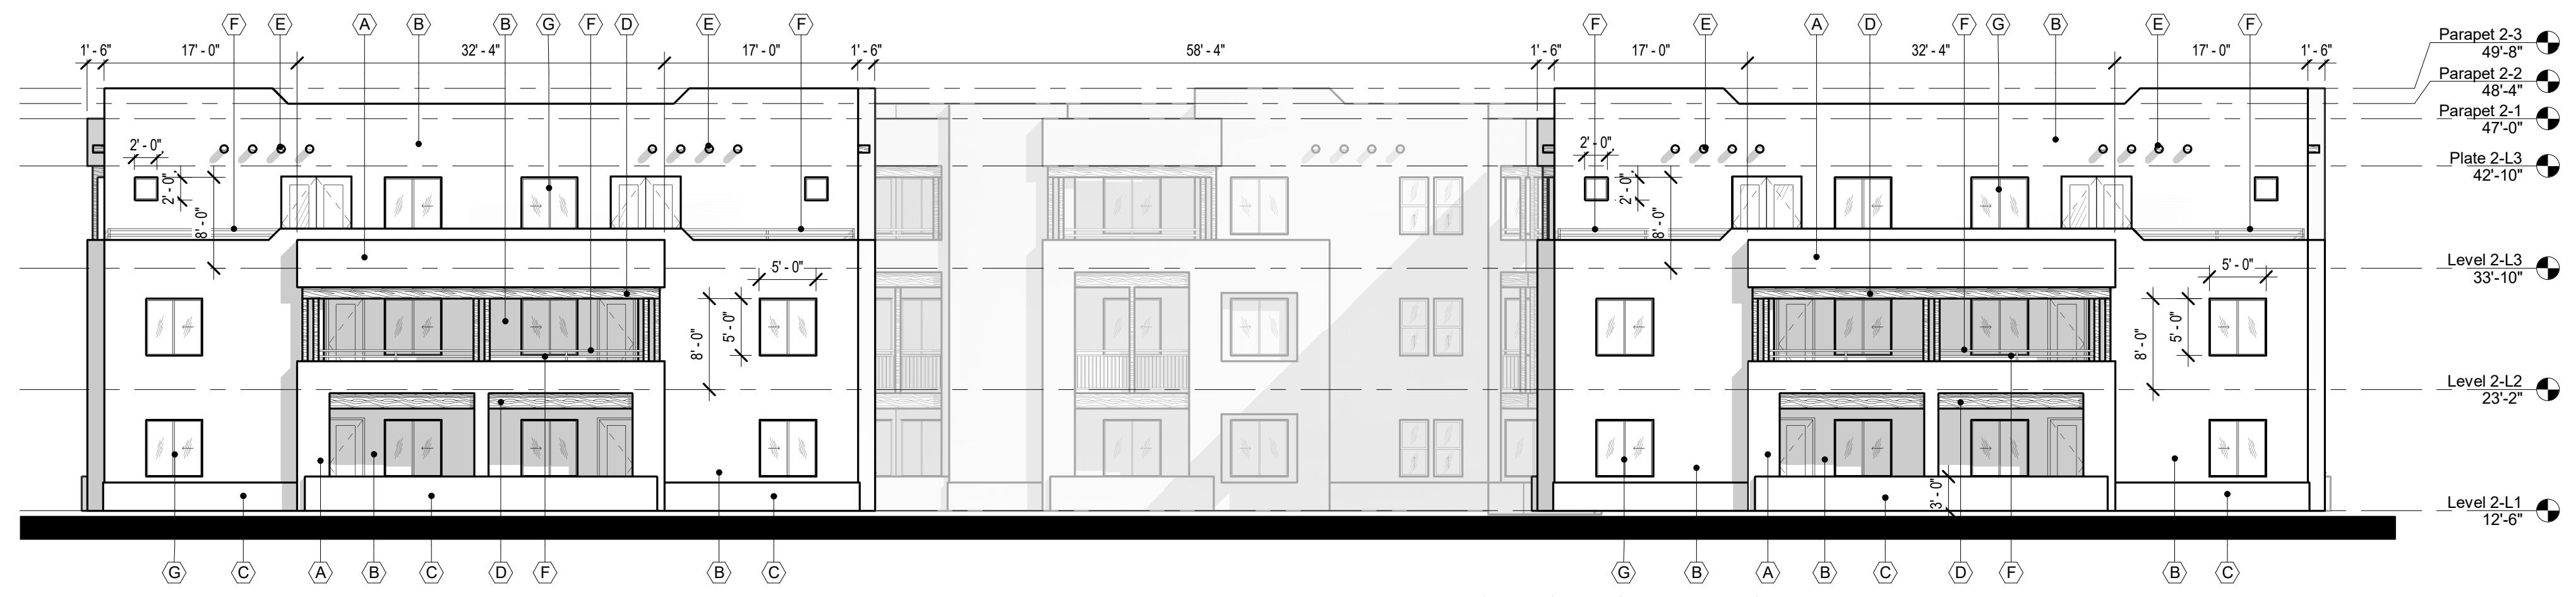 F E A B B G F D E F F E A D F G B E F
1' - 6" 17' - 0" 32' - 4" 17' - 0" 1' - 6" 58' - 4" 1' - 6" 17' - 0" 32' - 4" 17' - 0" 1' - 6"
Parapet 2-3
49'-8"
Parapet 2-2
48'-4"
Parapet 2-1
47'-0"
2' - 0" 2' - 0"
Plate 2-L3
42'-10"
2' - 0" 2' - 0"
8' - 0" 8' - 0"
Level 2-L3
33'-10"
5' - 0" 5' - 0"
8' - 0" 5' - 0" 8' - 0" 5' - 0"
Level 2-L2
23'-2"
3' - 0"
Level 2-L1
12'-6"
G C A B C D F B C G B A B C D F B C